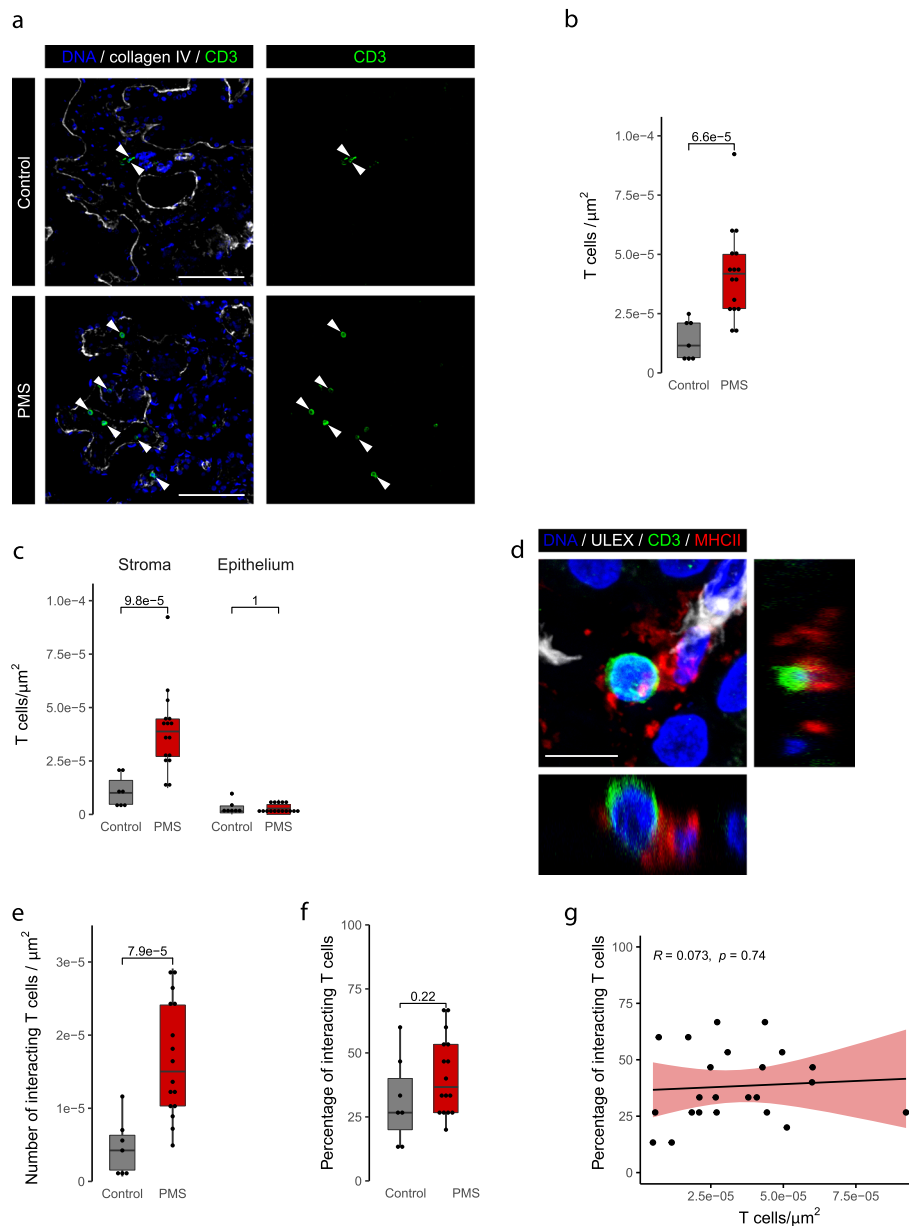 a
DNA / collagen IV / CD3
CD3
Control
PMS
b
T cells /µm²
1.0e−4
7.5e−5
5.0e−5
2.5e−5
0
6.6e−5
Control PMS
c
Stroma Epithelium
T cells/µm²
1.0e−4
7.5e−5
5.0e−5
2.5e−5
0
9.8e−5
1
Control PMS Control PMS
d
DNA / ULEX / CD3 / MHCII
e
Number of interacting T cells / µm²
3e−5
2e−5
1e−5
0
7.9e−5
Control PMS
f
Percentage of interacting T cells
100
75
50
25
0
0.22
Control PMS
g
Percentage of interacting T cells
100
75
50
25
0
R = 0.073, p = 0.74
2.5e−05 5.0e−05 7.5e−05
T cells/µm²